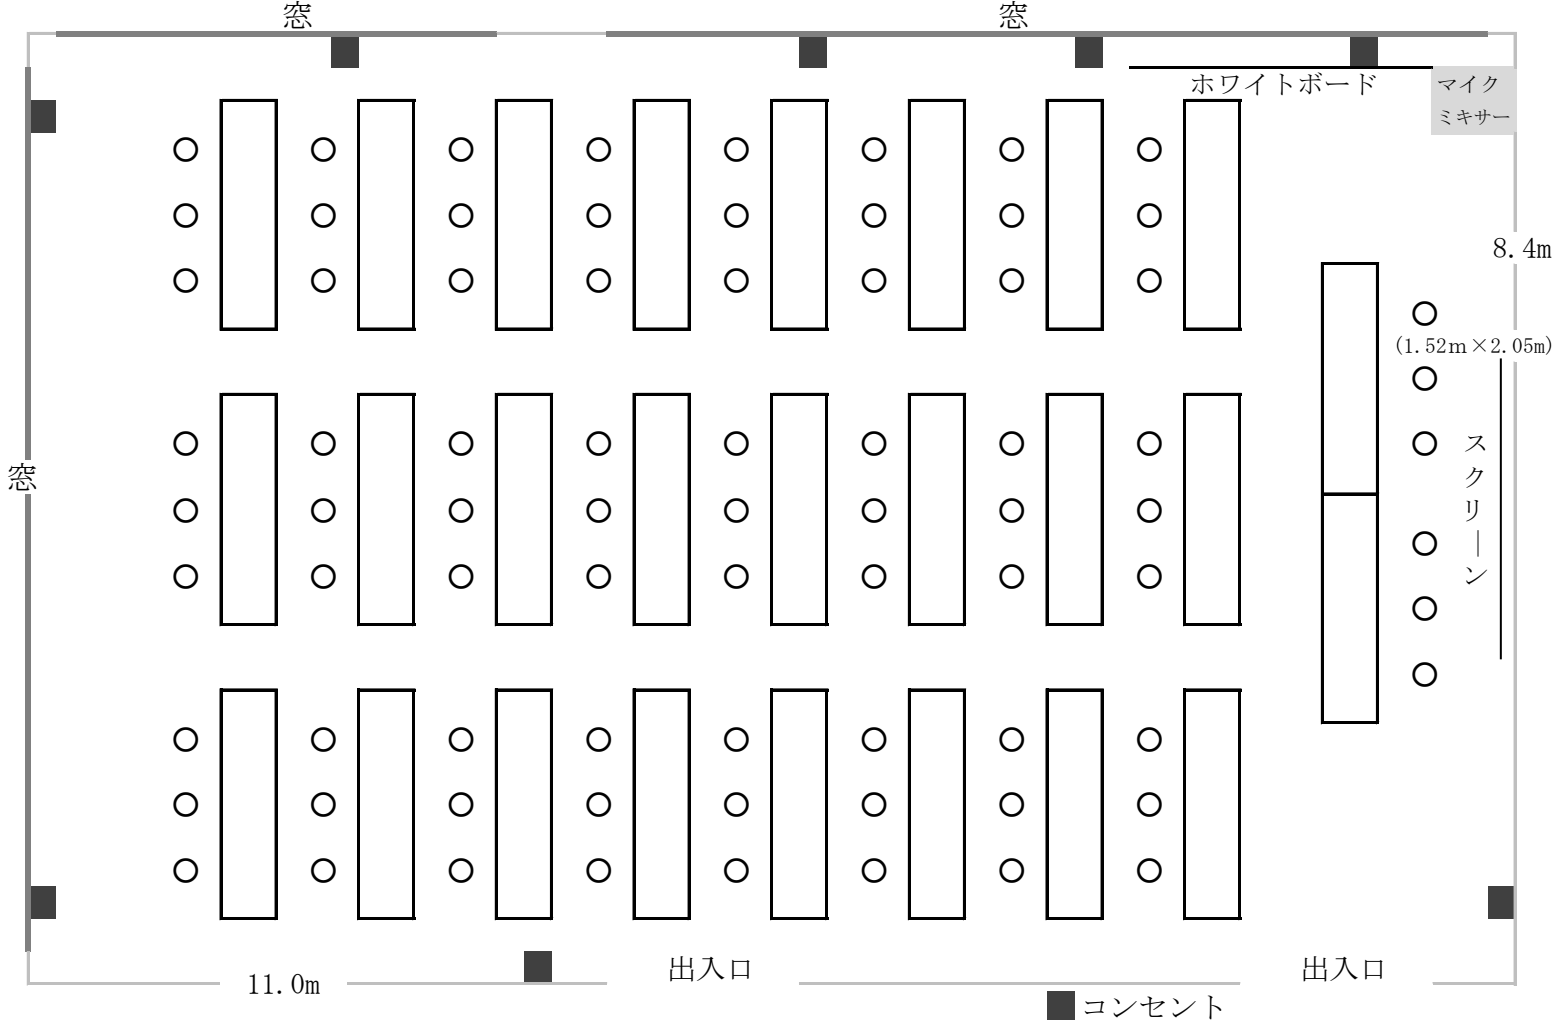 窓
窓
ホワイトボード
マイク
ミキサー
8.4m
(1.52m×2.05m)
スクリーン
窓
出入口
出入口
11.0m
コンセント